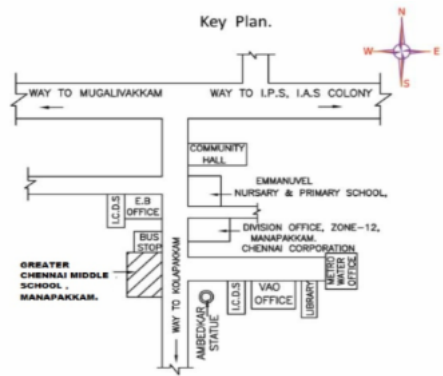 Key Plan.
N
W
E
S
WAY TO MUGALIVAKKAM
WAY TO I.P.S, I.A.S COLONY
COMMUNITY
HALL
EMMANUVEL
NURSARY & PRIMARY SCHOOL,
I.C.D.S
E.B
OFFICE
DIVISION OFFICE, ZONE-12,
MANAPAKKAM.
CHENNAI CORPORATION
BUS
STOP
GREATER
CHENNAI MIDDLE
SCHOOL,
MANAPAKKAM.
WAY TO KOLAPAKKAM
AMBEDKAR
STATUE
I.C.D.S
VAO
OFFICE
LIBRARY
METRO
WATER
OFFICE